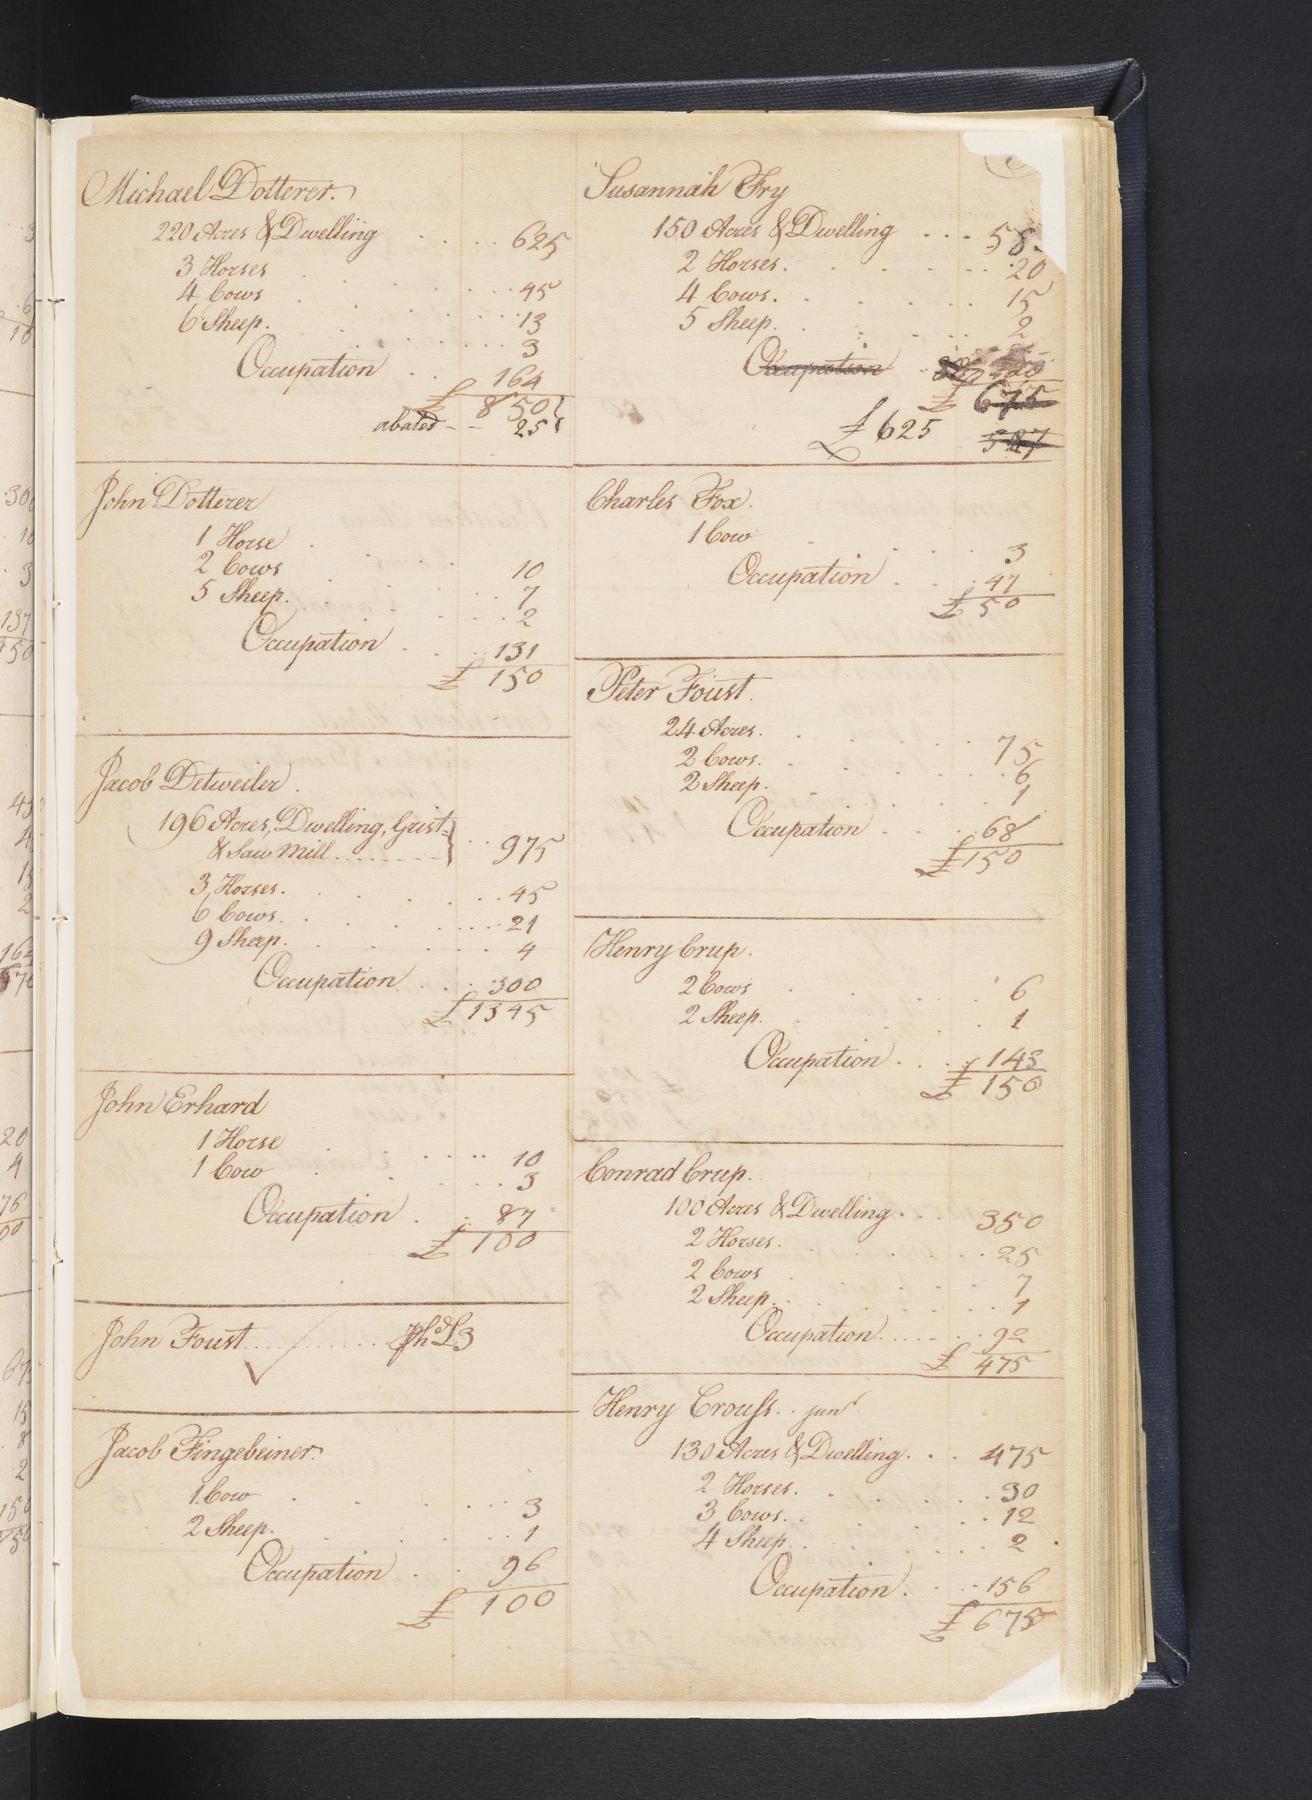 Michael Dotterer.
220 Acres & Dwelling .... 625
3 Horses . . . . . 45
4 Cows . . . . . 13
6 Sheep. . . . . 3
Occupation . . 164
£ 850
abated - - 25
John Dotterer
1 Horse . . . . 10
2 Cows . . . . 7
5 Sheep. . . . . 2
Occupation . . . 131
£ 150
Jacob Detweiler.
196 Acres, Dwelling, Grist
& Saw Mill . . . . 975
3 Horses. . . . . 45
6 Cows. . . . . 21
9 Sheep. . . . . 4
Occupation . . . 300
£ 1345
John Erhard
1 Horse . . . . 10
1 Cow . . . . 3
Occupation . . 87
£ 100
John Foust . . . . . .
Jacob Fingebeiner.
1 Cow . . . . 3
2 Sheep. . . . . 1
Occupation . . 96
£ 100
Susannah Fry
150 Acres & Dwelling . . . 58
2 Horses. . . . . 20
4 Cows. . . . . 15
5 Sheep. . . . . 2
Occupation
£ 675
£ 625 587
Charles Fox.
1 Cow . . . . 3
Occupation . . . 47
£ 50
Peter Foust.
24 Acres. . . . . 75
2 Cows. . . . . 6
2 Sheep. . . . . 1
Occupation . . . 68
£ 150
Henry Crup.
2 Cows . . . . 6
2 Sheep. . . . . 1
Occupation . . . 143
£ 150
Conrad Crup.
100 Acres & Dwelling . . . 350
2 Horses. . . . . 25
2 Cows . . . . 7
2 Sheep. . . . . 1
Occupation . . . . 92
£ 475
Henry Crouss. junr
130 Acres & Dwelling. . . 475
2 Horses. . . . . 30
3 Cows. . . . . 12
4 Sheep. . . . . 2
Occupation . . . 156
£ 675